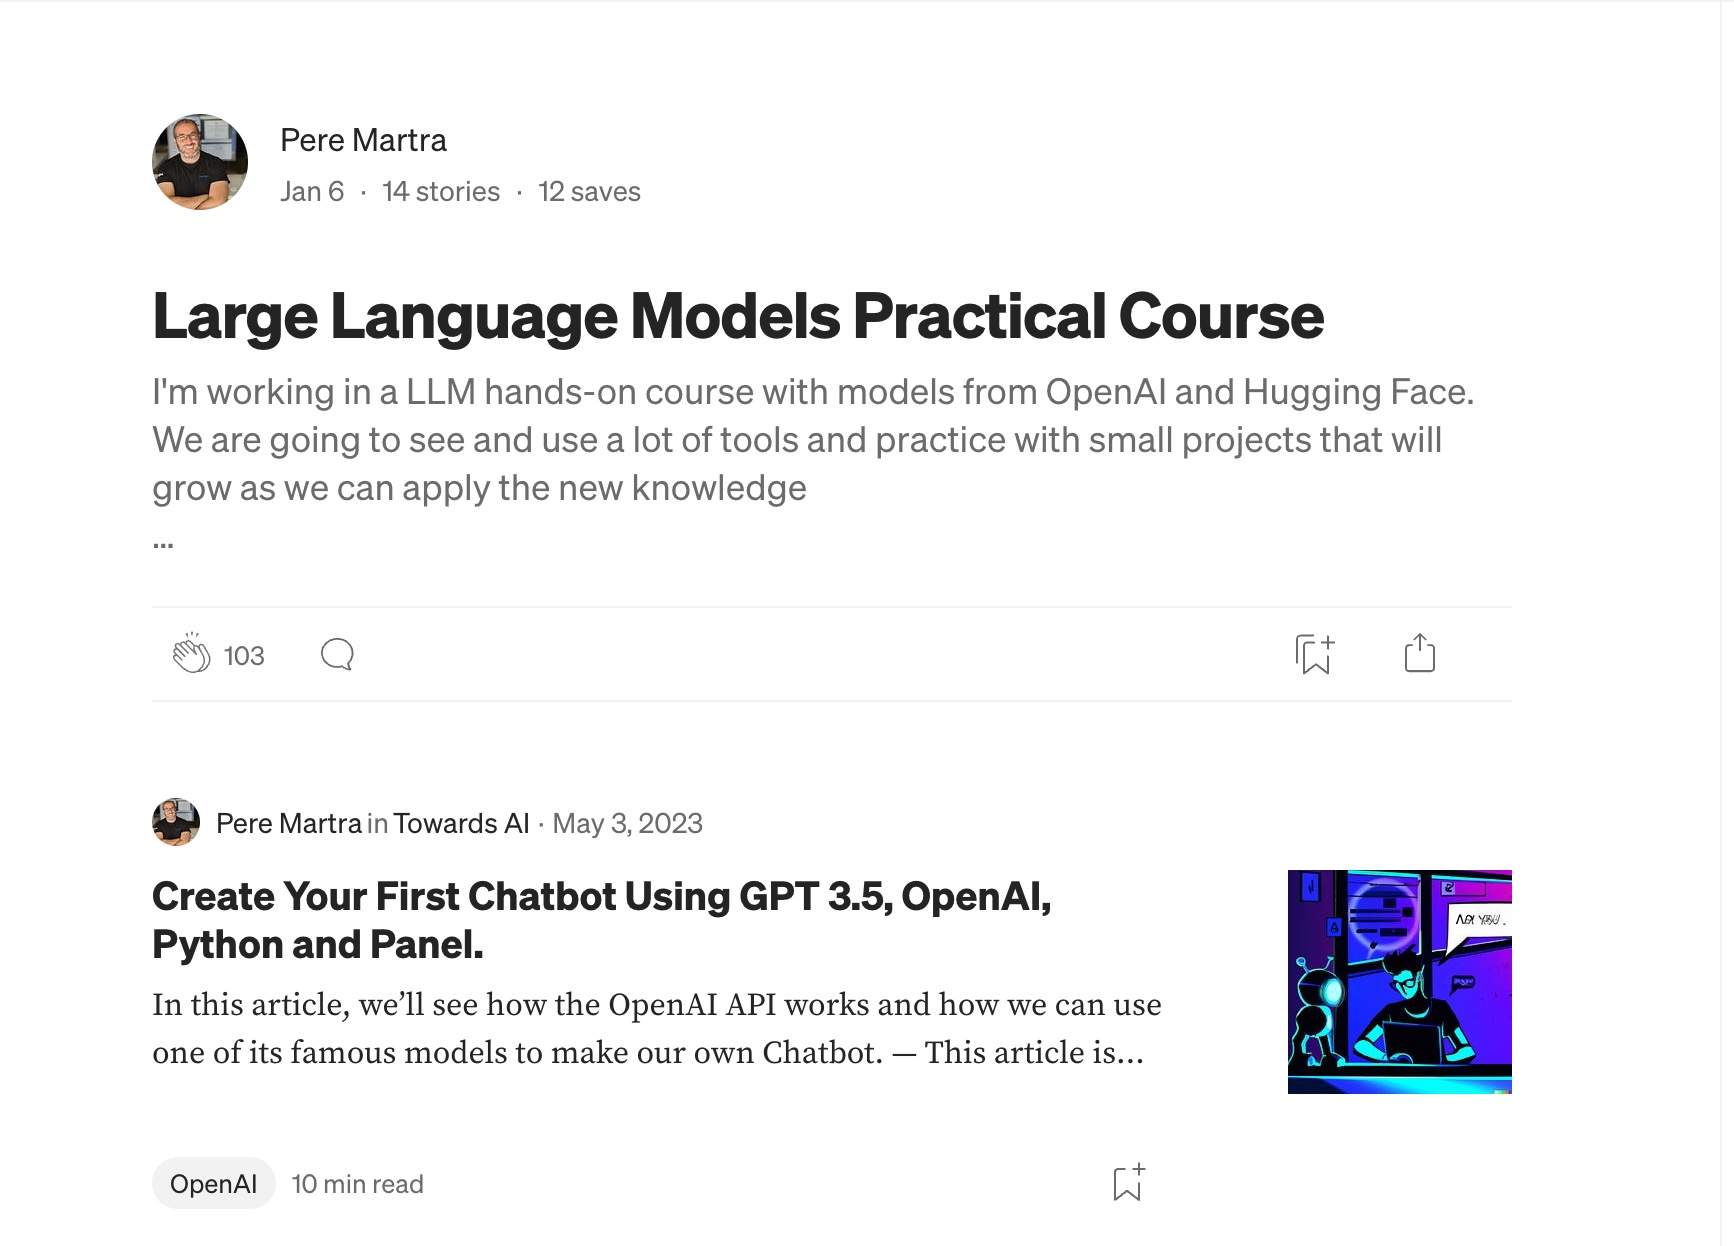 Pere Martra
Jan 6 · 14 stories · 12 saves
Large Language Models Practical Course
I'm working in a LLM hands-on course with models from OpenAI and Hugging Face.
We are going to see and use a lot of tools and practice with small projects that will
grow as we can apply the new knowledge
...
103
Pere Martra in Towards AI · May 3, 2023
Create Your First Chatbot Using GPT 3.5, OpenAI,
Python and Panel.
In this article, we’ll see how the OpenAI API works and how we can use
one of its famous models to make our own Chatbot. — This article is…
OpenAI 10 min read